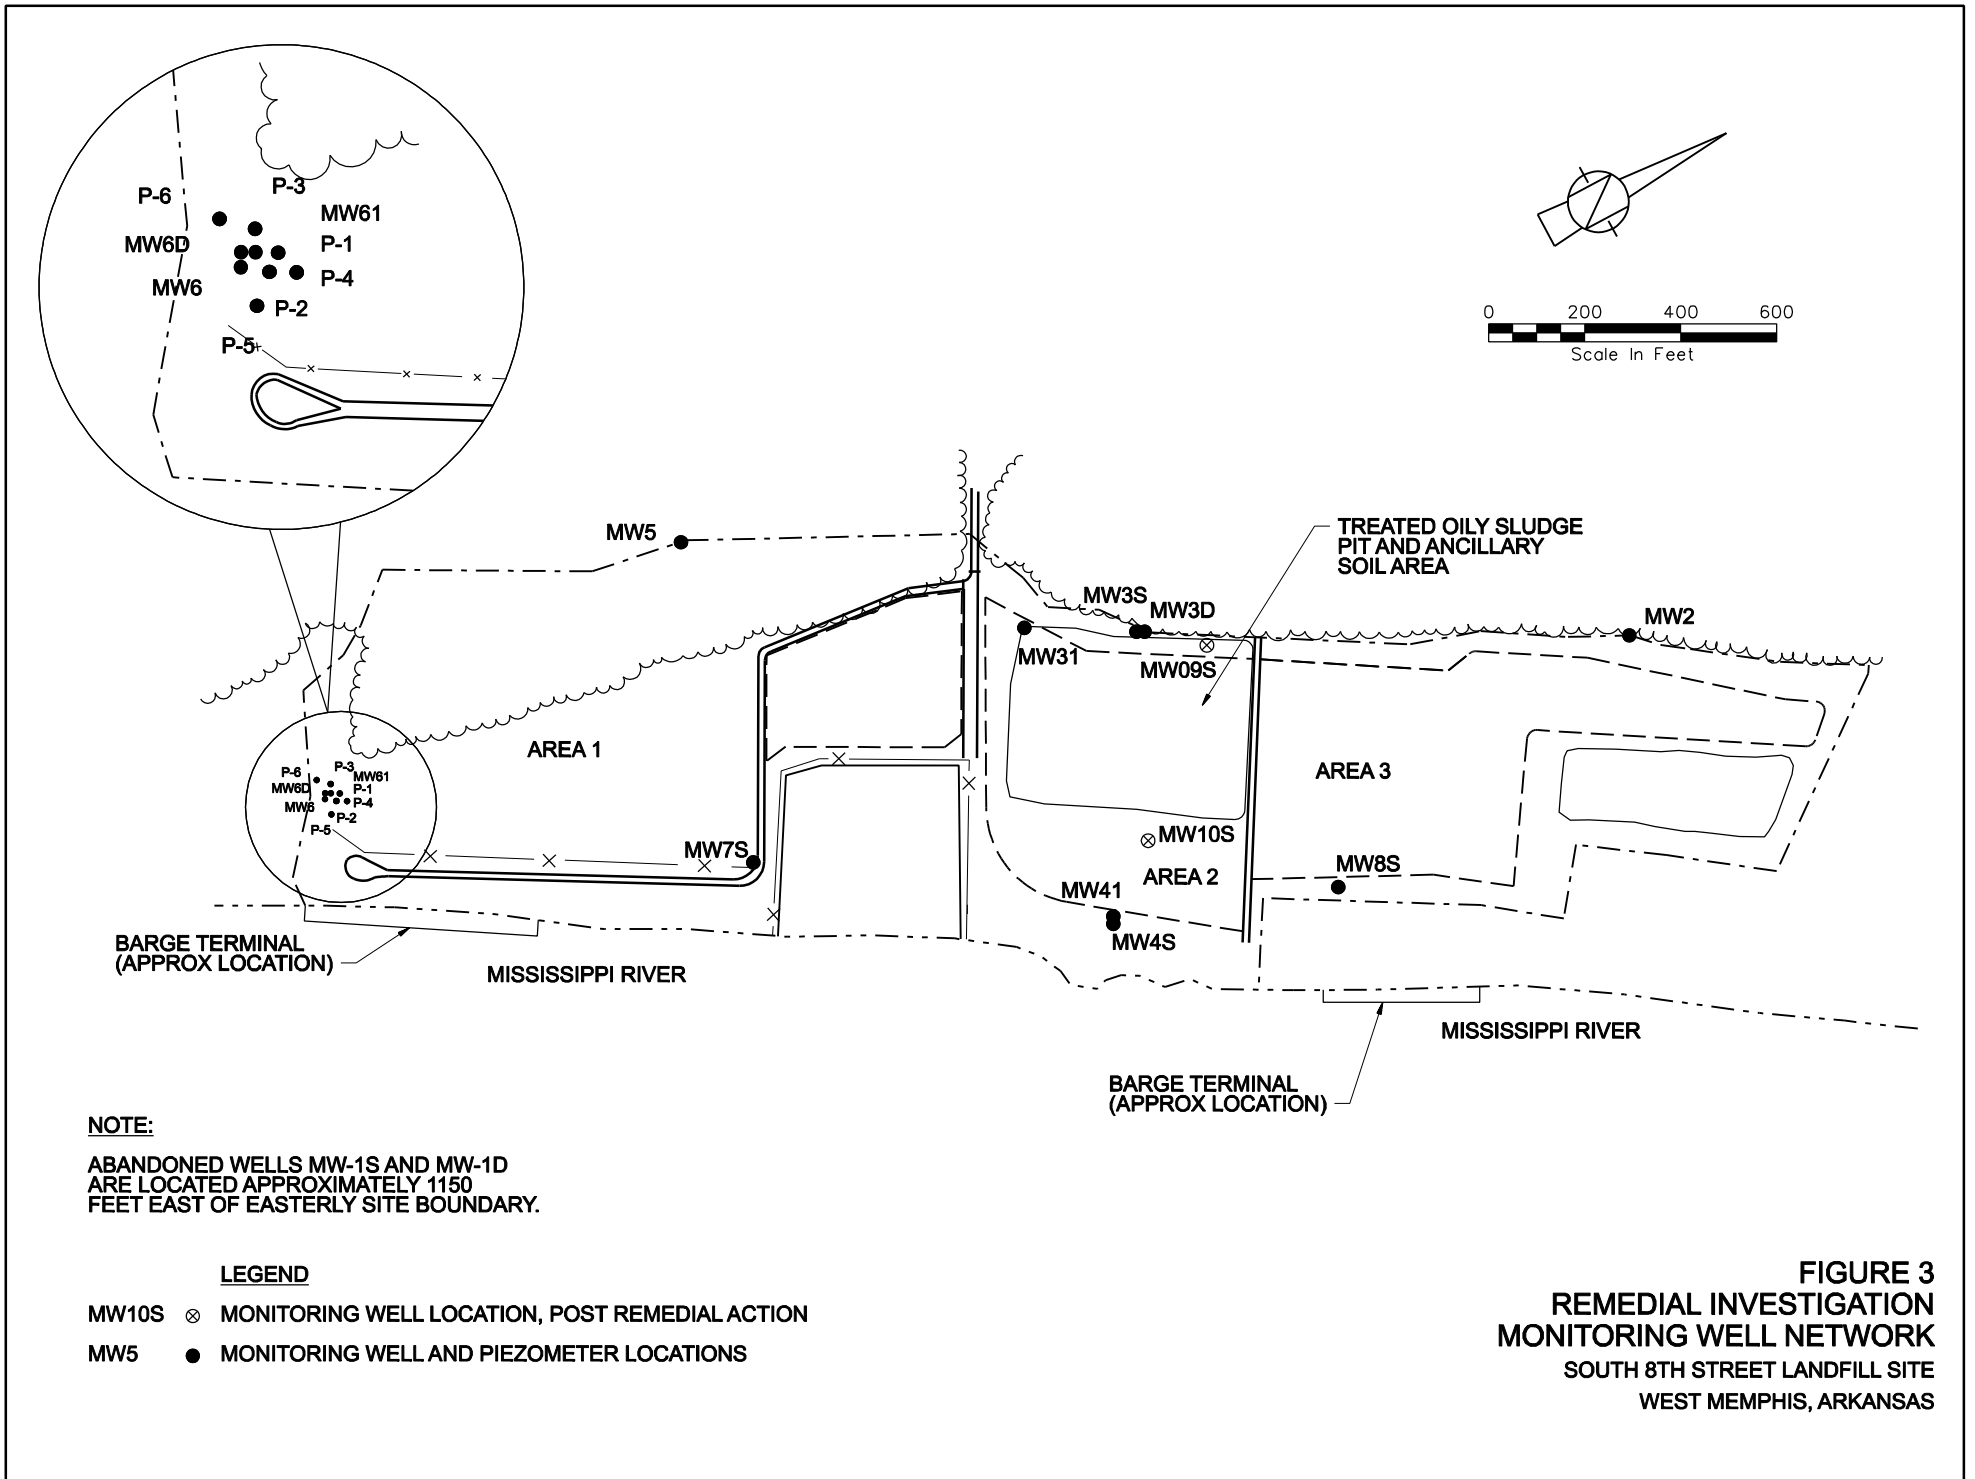 P-3
P-6
MW61
MW6D
P-1
P-4
MW6
P-2
P-5
N
0 200 400 600
Scale In Feet
MW5
TREATED OILY SLUDGE
PIT AND ANCILLARY
SOIL AREA
MW3S
MW3D
MW2
MW31
MW09S
AREA 1
AREA 3
P-3
P-6
MW61
MW6D
P-1
P-4
MW6
P-2
P-5
MW7S
MW10S
MW8S
AREA 2
MW41
MW4S
BARGE TERMINAL
(APPROX LOCATION)
MISSISSIPPI RIVER
MISSISSIPPI RIVER
BARGE TERMINAL
(APPROX LOCATION)
NOTE:
ABANDONED WELLS MW-1S AND MW-1D
ARE LOCATED APPROXIMATELY 1150
FEET EAST OF EASTERLY SITE BOUNDARY.
LEGEND
MW10S MONITORING WELL LOCATION, POST REMEDIAL ACTION
MW5 MONITORING WELL AND PIEZOMETER LOCATIONS
FIGURE 3
REMEDIAL INVESTIGATION
MONITORING WELL NETWORK
SOUTH 8TH STREET LANDFILL SITE
WEST MEMPHIS, ARKANSAS